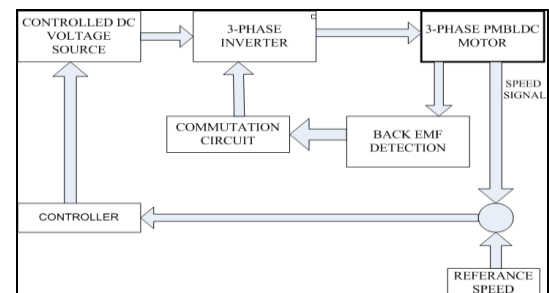 CONTROLLED DC
VOLTAGE
SOURCE
3-PHASE
INVERTER
3-PHASE PMBLDC
MOTOR
SPEED
SIGNAL
COMMUTATION
CIRCUIT
BACK EMF
DETECTION
CONTROLLER
REFERANCE
SPEED